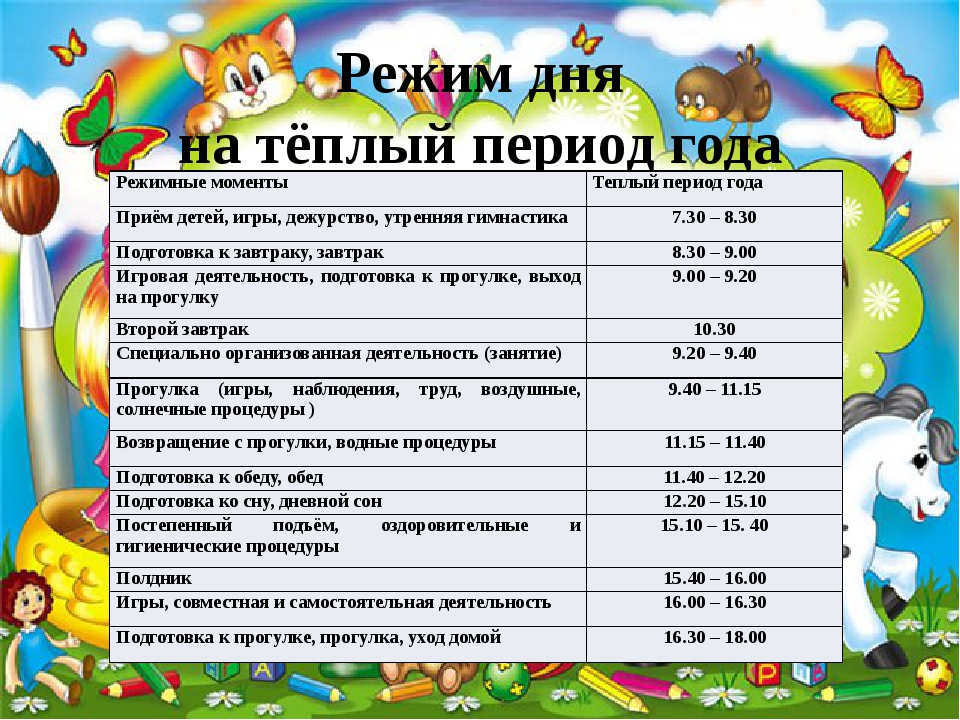 Режим дня
на тёплый период года
Режимные моменты Теплый период года
Приём детей, игры, дежурство, утренняя гимнастика 7.30 – 8.30
Подготовка к завтраку, завтрак 8.30 – 9.00
Игровая деятельность, подготовка к прогулке, выход 9.00 – 9.20
на прогулку
Второй завтрак 10.30
Специально организованная деятельность (занятие) 9.20 – 9.40
Прогулка (игры, наблюдения, труд, воздушные, 9.40 – 11.15
солнечные процедуры )
Возвращение с прогулки, водные процедуры 11.15 – 11.40
Подготовка к обеду, обед 11.40 – 12.20
Подготовка ко сну, дневной сон 12.20 – 15.10
Постепенный подъём, оздоровительные и 15.10 – 15. 40
гигиенические процедуры
Полдник 15.40 – 16.00
Игры, совместная и самостоятельная деятельность 16.00 – 16.30
Подготовка к прогулке, прогулка, уход домой 16.30 – 18.00